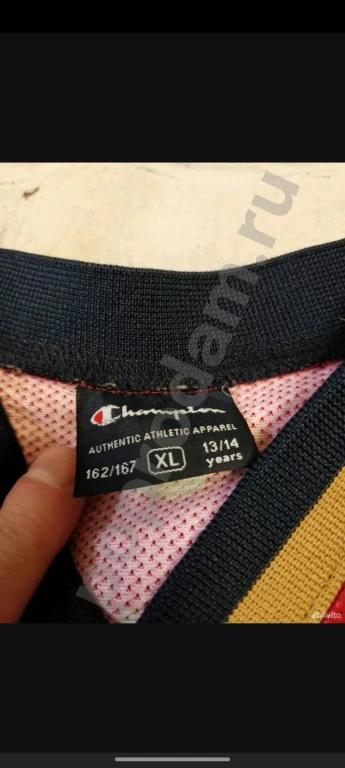 Champion
AUTHENTIC ATHLETIC APPAREL
162/167 XL 13/14 years
Avito